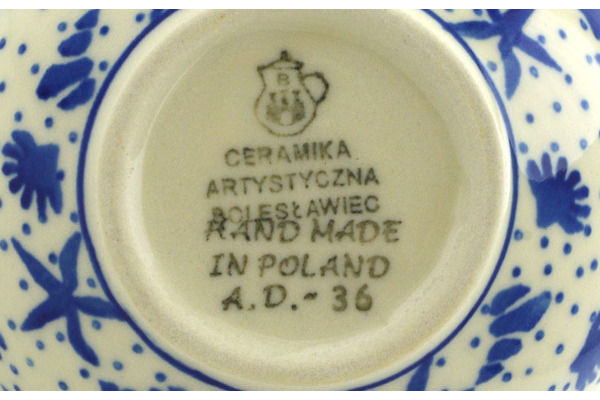 B
CERAMIKA
ARTYSTYCZNA
BOLESŁAWIEC
HAND MADE
IN POLAND
A.D.- 36